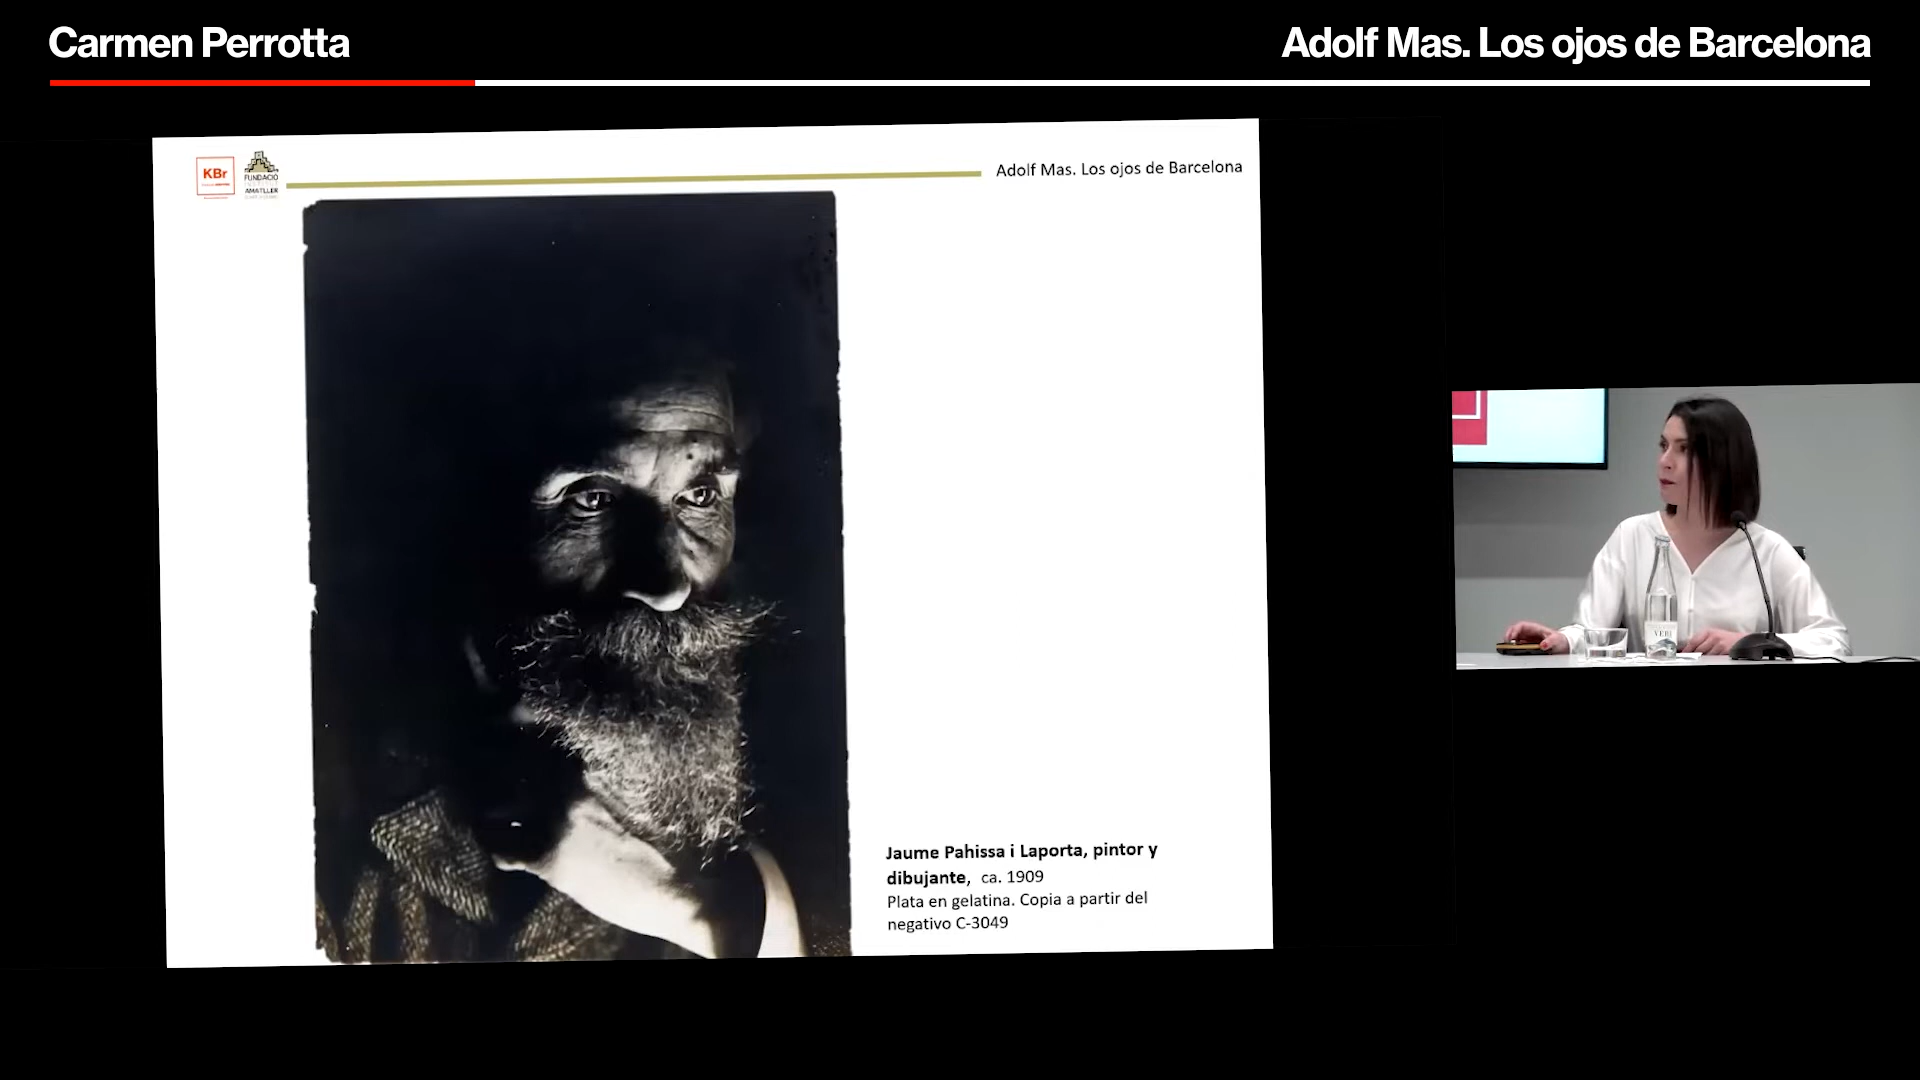 Carmen Perrotta
Adolf Mas. Los ojos de Barcelona
KBr
FUNDACIÓ
INSTITUT
AMATLLER
Adolf Mas. Los ojos de Barcelona
Jaume Pahissa i Laporta, pintor y
dibujante, ca. 1909
Plata en gelatina. Copia a partir del
negativo C-3049
VERI